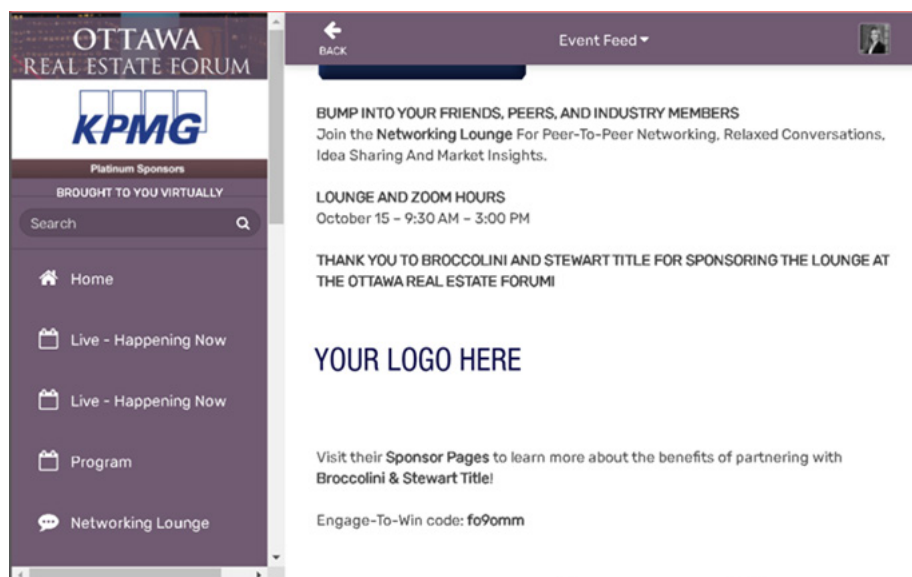 OTTAWA
REAL ESTATE FORUM
KPMG
Platinum Sponsors
BROUGHT TO YOU VIRTUALLY
Search
Home
Live - Happening Now
Live - Happening Now
Program
Networking Lounge
BACK
Event Feed
BUMP INTO YOUR FRIENDS, PEERS, AND INDUSTRY MEMBERS
Join the Networking Lounge For Peer-To-Peer Networking, Relaxed Conversations,
Idea Sharing And Market Insights.
LOUNGE AND ZOOM HOURS
October 15 – 9:30 AM – 3:00 PM
THANK YOU TO BROCCOLINI AND STEWART TITLE FOR SPONSORING THE LOUNGE AT
THE OTTAWA REAL ESTATE FORUM!
YOUR LOGO HERE
Visit their Sponsor Pages to learn more about the benefits of partnering with
Broccolini & Stewart Title!
Engage-To-Win code: fo9omm